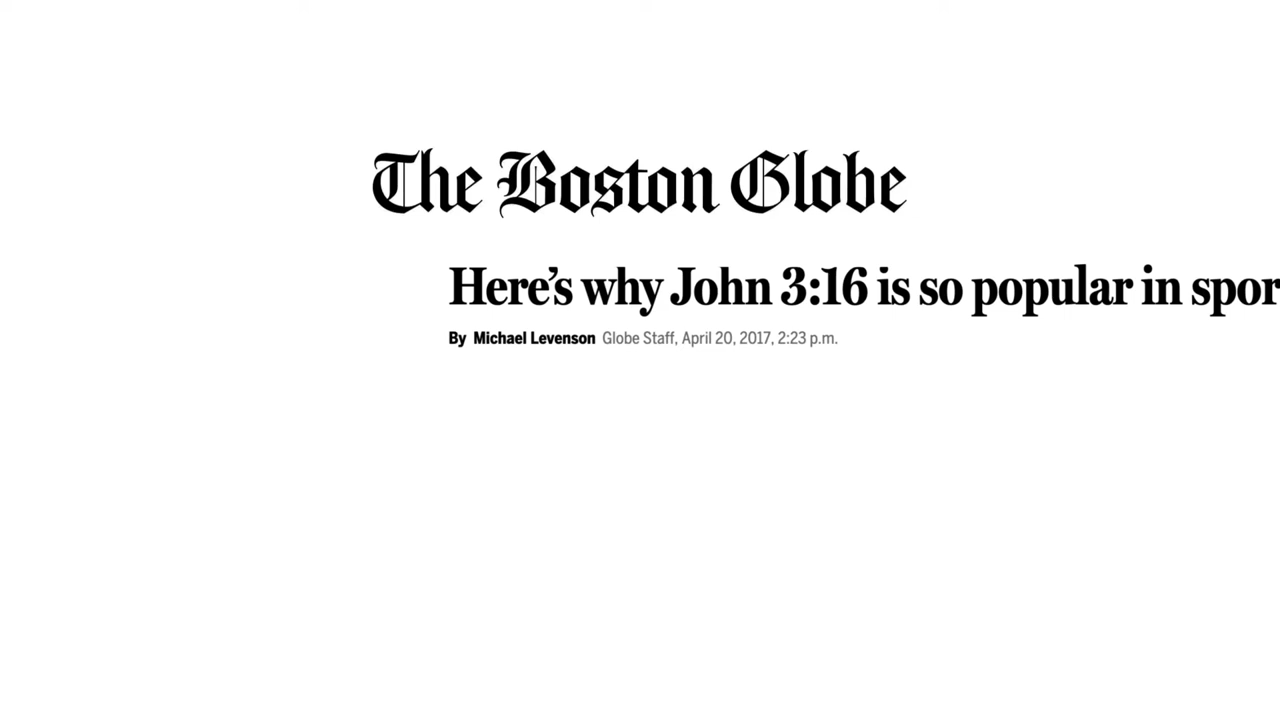 The Boston Globe
Here’s why John 3:16 is so popular in spor
By Michael Levenson Globe Staff, April 20, 2017, 2:23 p.m.